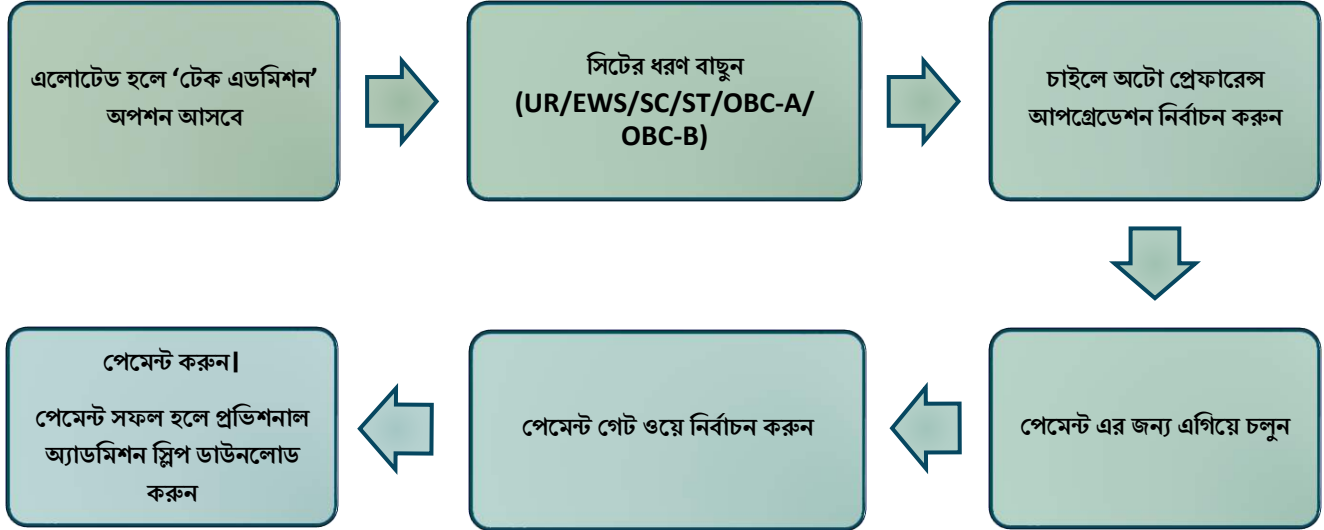 এলোটেড হলে ‘টেক এডমিশন’
অপশন আসবে
সিটের ধরণ বাছুন
(UR/EWS/SC/ST/OBC-A/
OBC-B)
চাইলে অটো প্রেফারেন্স
আপগ্রেডেশন নির্বাচন করুন
পেমেন্ট এর জন্য এগিয়ে চলুন
পেমেন্ট গেট ওয়ে নির্বাচন করুন
পেমেন্ট করুন।
পেমেন্ট সফল হলে প্রভিশনাল
অ্যাডমিশন স্লিপ ডাউনলোড
করুন